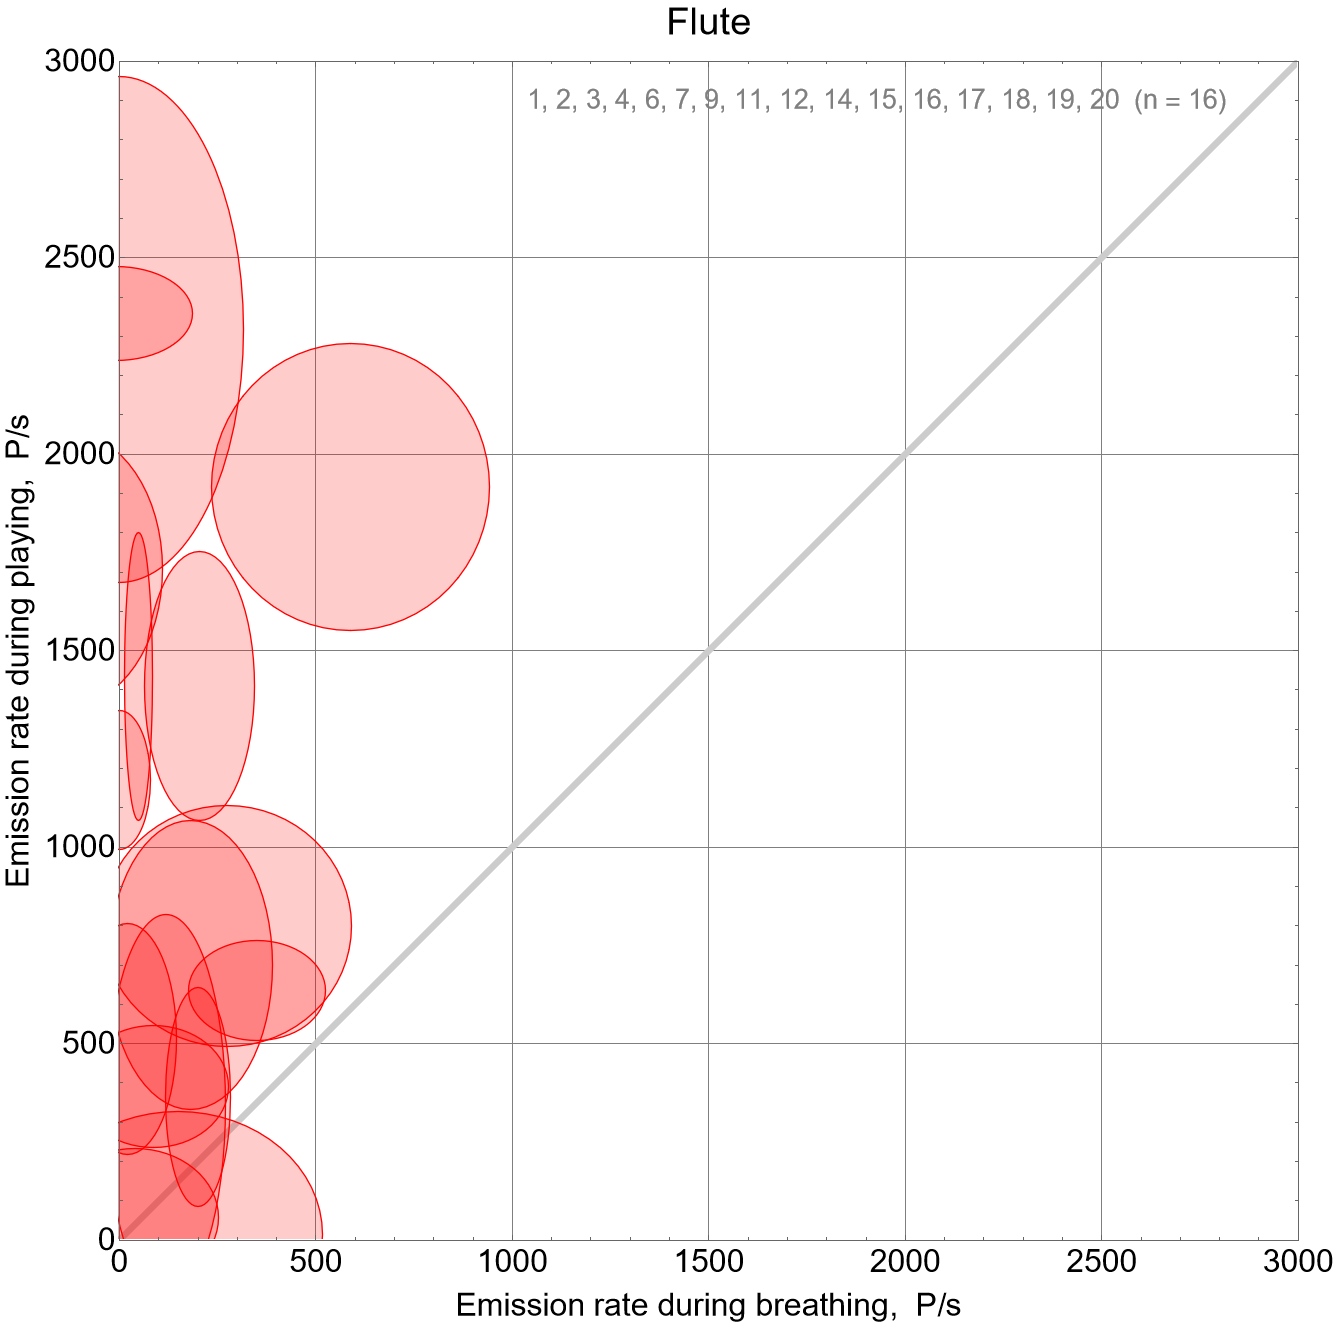 Flute
3000
1, 2, 3, 4, 6, 7, 9, 11, 12, 14, 15, 16, 17, 18, 19, 20 (n = 16)
2500
2000
1500
1000
500
0
Emission rate during playing, P/s
0 500 1000 1500 2000 2500 3000
Emission rate during breathing, P/s